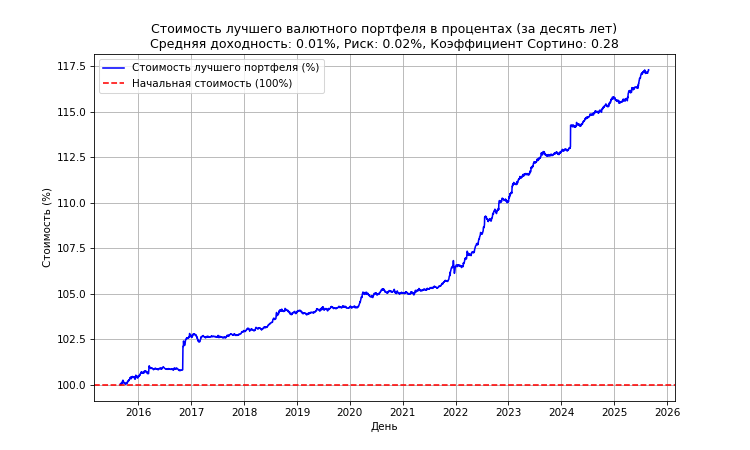 Стоимость лучшего валютного портфеля в процентах (за десять лет)
Средняя доходность: 0.01%, Риск: 0.02%, Коэффициент Сортино: 0.28
Стоимость лучшего портфеля (%)
Начальная стоимость (100%)
Стоимость (%)
117.5
115.0
112.5
110.0
107.5
105.0
102.5
100.0
2016 2017 2018 2019 2020 2021 2022 2023 2024 2025 2026
День